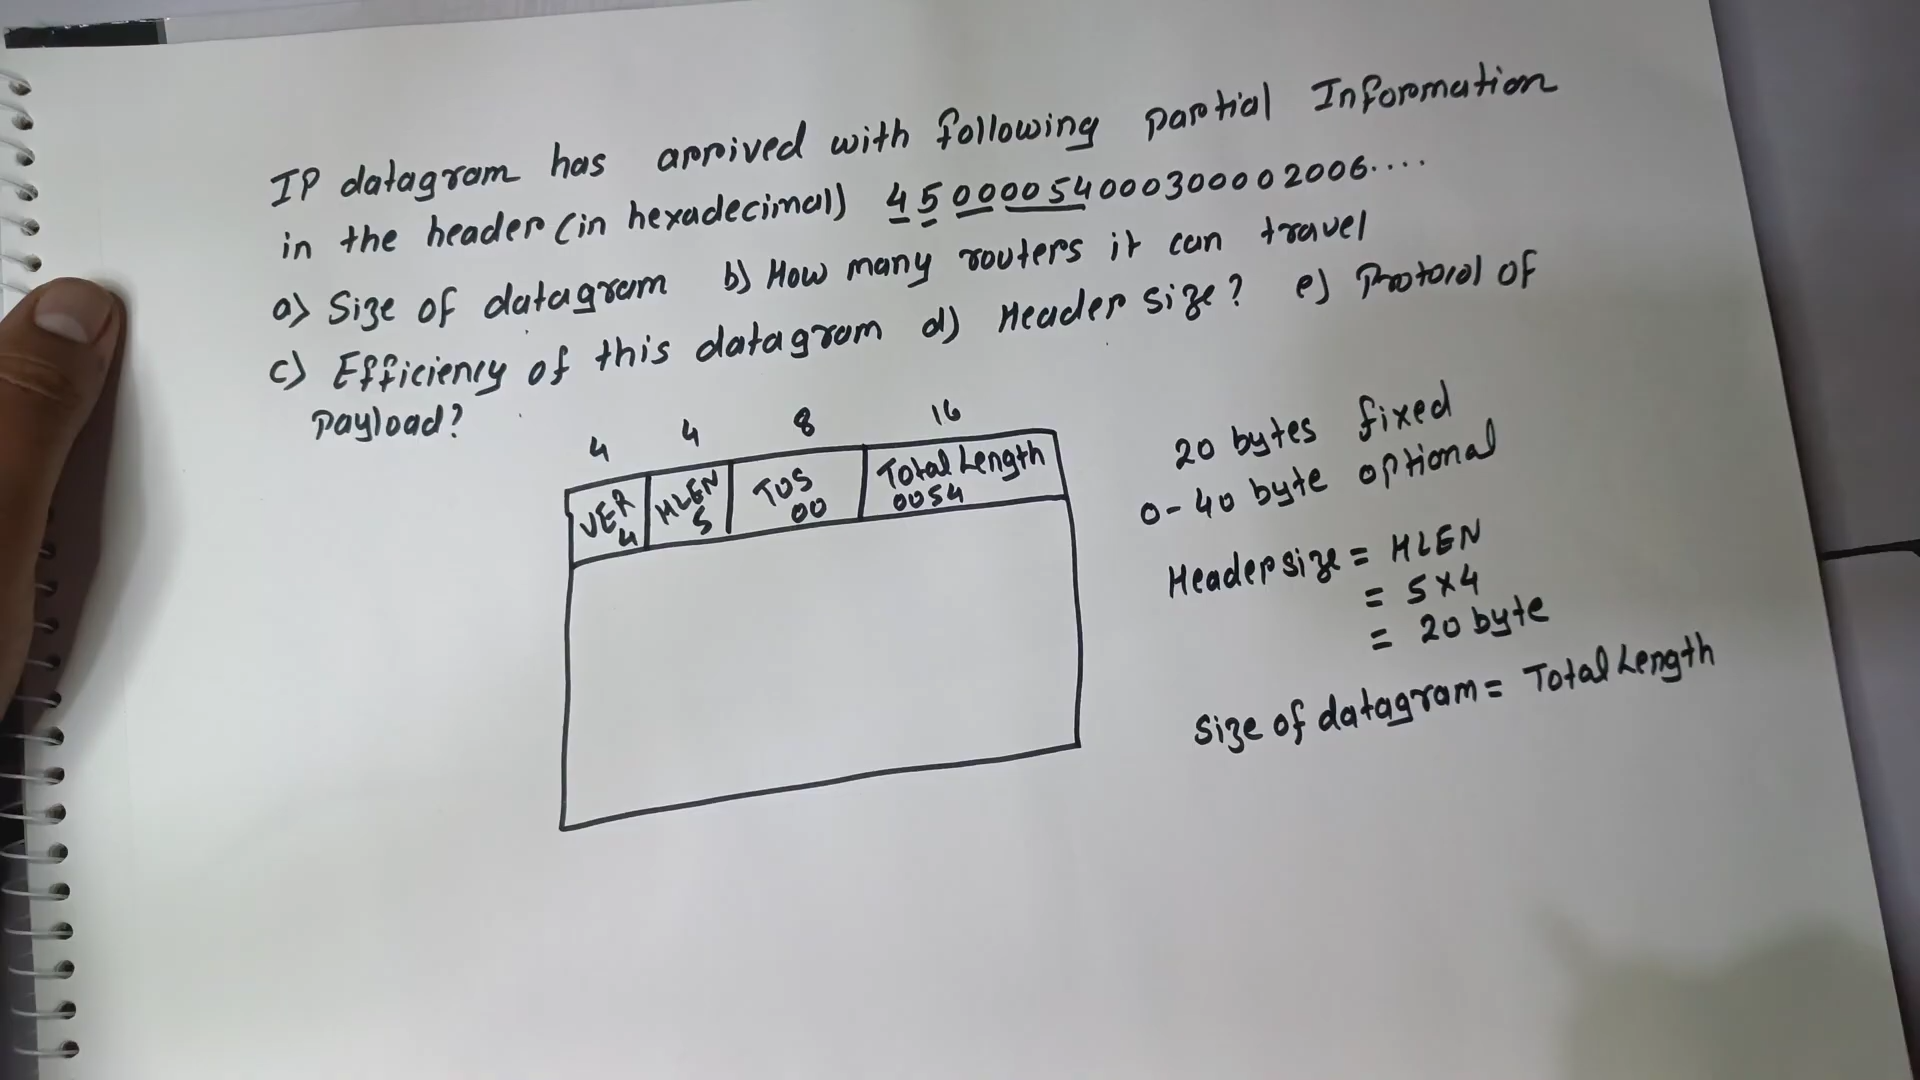 IP datagram has arrived with following partial Information
in the header (in hexadecimal) 45000054000300002006....
a) Size of datagram b) How many routers it can travel
c) Efficiency of this datagram d) Header size? e) Protocol of
Payload?
4 4 8 16
VER 4 HLEN 5 TOS 00 Total Length 0054
20 bytes fixed
0-40 byte optional
Header size = HLEN
= 5×4
= 20 byte
Size of datagram = Total Length